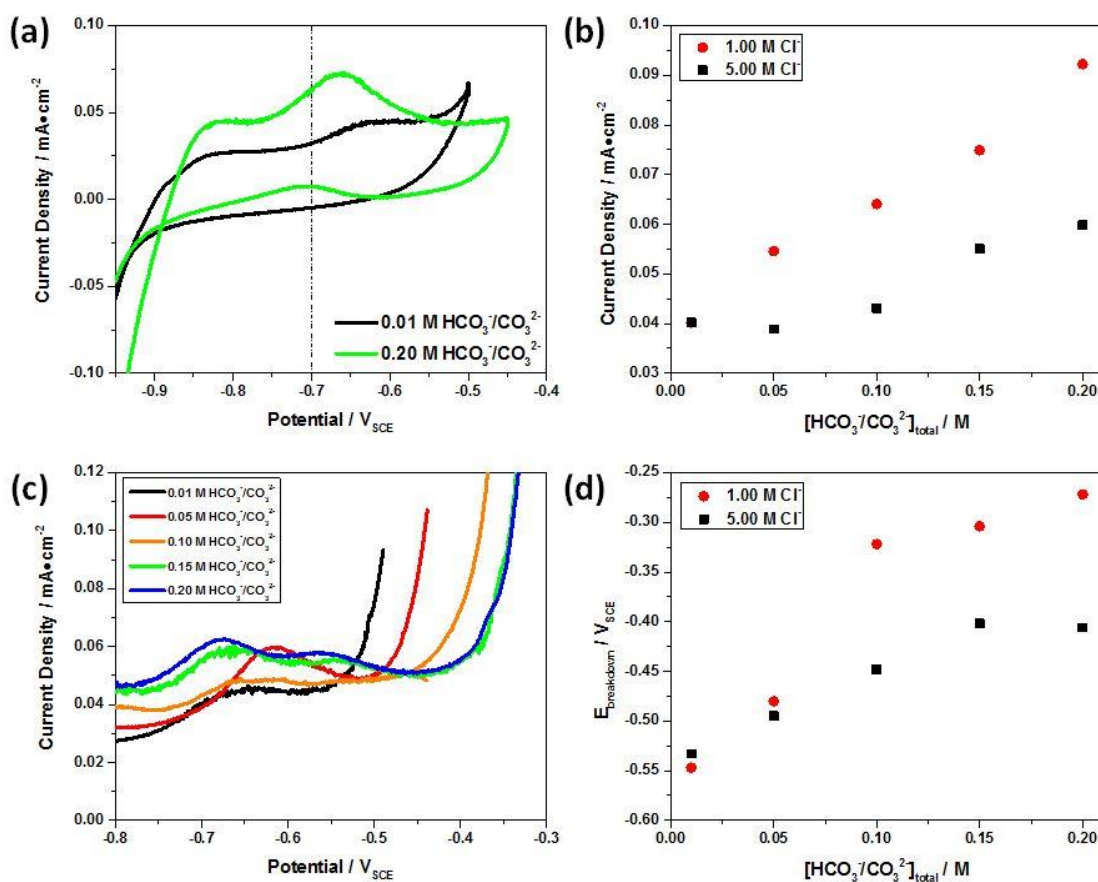 (a)
0.10
0.05
0.00
-0.05
-0.10
Current Density / mA•cm⁻²
0.01 M HCO₃⁻/CO₃²⁻
0.20 M HCO₃⁻/CO₃²⁻
-0.9 -0.8 -0.7 -0.6 -0.5 -0.4
Potential / V_SCE
(b)
0.10
0.09
0.08
0.07
0.06
0.05
0.04
0.03
Current Density / mA•cm⁻²
1.00 M Cl⁻
5.00 M Cl⁻
0.00 0.05 0.10 0.15 0.20
[HCO₃⁻/CO₃²⁻]total / M
(c)
0.12
0.10
0.08
0.06
0.04
0.02
0.00
Current Density / mA•cm⁻²
0.01 M HCO₃⁻/CO₃²⁻
0.05 M HCO₃⁻/CO₃²⁻
0.10 M HCO₃⁻/CO₃²⁻
0.15 M HCO₃⁻/CO₃²⁻
0.20 M HCO₃⁻/CO₃²⁻
-0.8 -0.7 -0.6 -0.5 -0.4 -0.3
Potential / V_SCE
(d)
-0.25
-0.30
-0.35
-0.40
-0.45
-0.50
-0.55
-0.60
E_breakdown / V_SCE
1.00 M Cl⁻
5.00 M Cl⁻
0.00 0.05 0.10 0.15 0.20
[HCO₃⁻/CO₃²⁻]total / M